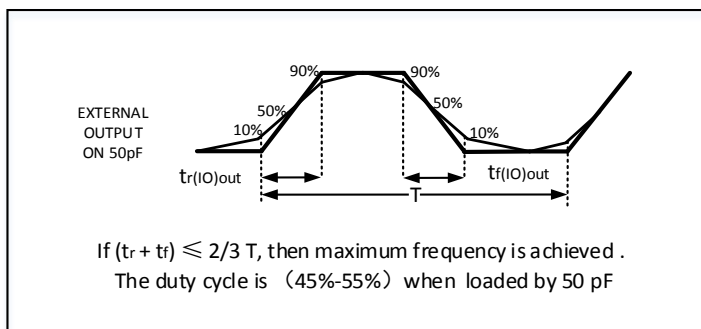 90%
90%
50%
50%
EXTERNAL
OUTPUT
ON 50pF
10%
10%
tr(IO)out
tf(IO)out
T
If (tr + tf) ≤ 2/3 T, then maximum frequency is achieved .
The duty cycle is （45%-55%）when loaded by 50 pF